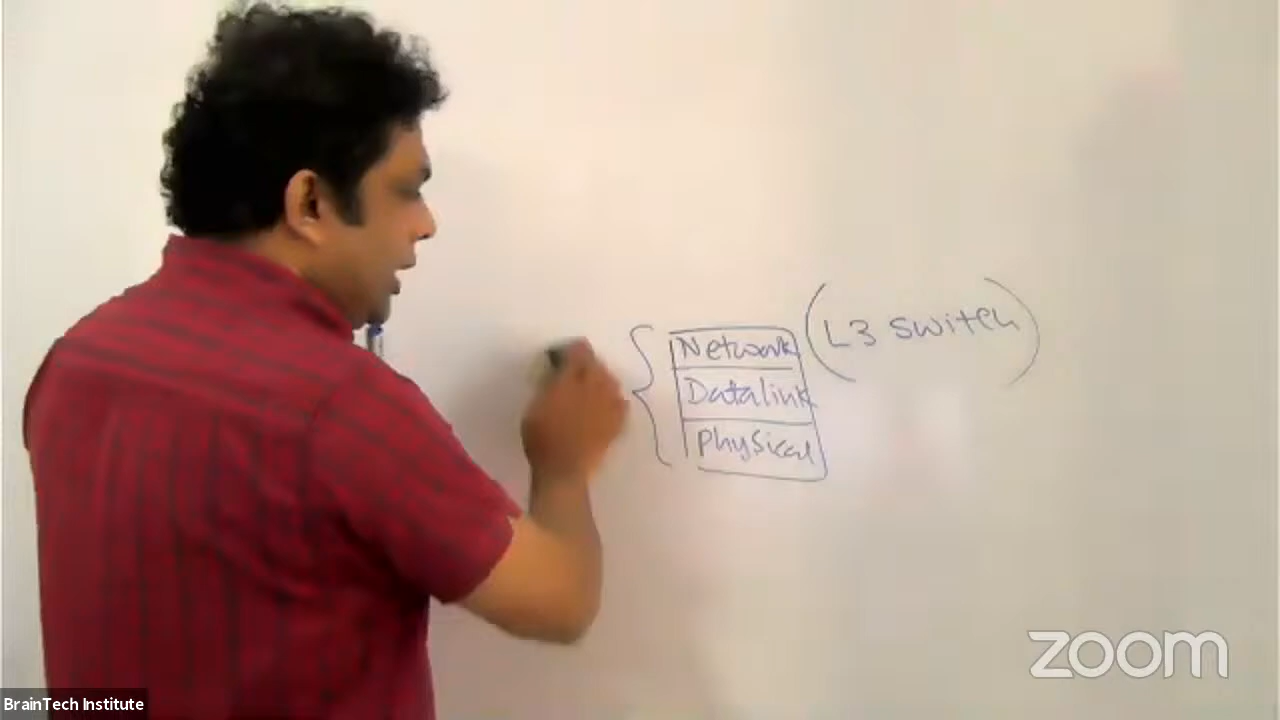 L3 switch
Network
Datalink
Physical
zoom
BrainTech Institute